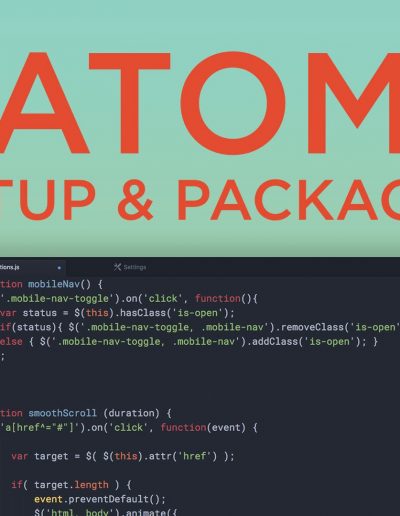 ATOM
TUP & PACKAG
tions.js
Settings
tion mobileNav() {
'.mobile-nav-toggle').on('click', function(){
var status = $(this).hasClass('is-open');
if(status){ $('.mobile-nav-toggle, .mobile-nav').removeClass('is-open'
else { $('.mobile-nav-toggle, .mobile-nav').addClass('is-open'); }
;
tion smoothScroll (duration) {
'a[href^="#"]').on('click', function(event) {
var target = $( $(this).attr('href') );
if( target.length ) {
event.preventDefault();
$('html, body').animate({